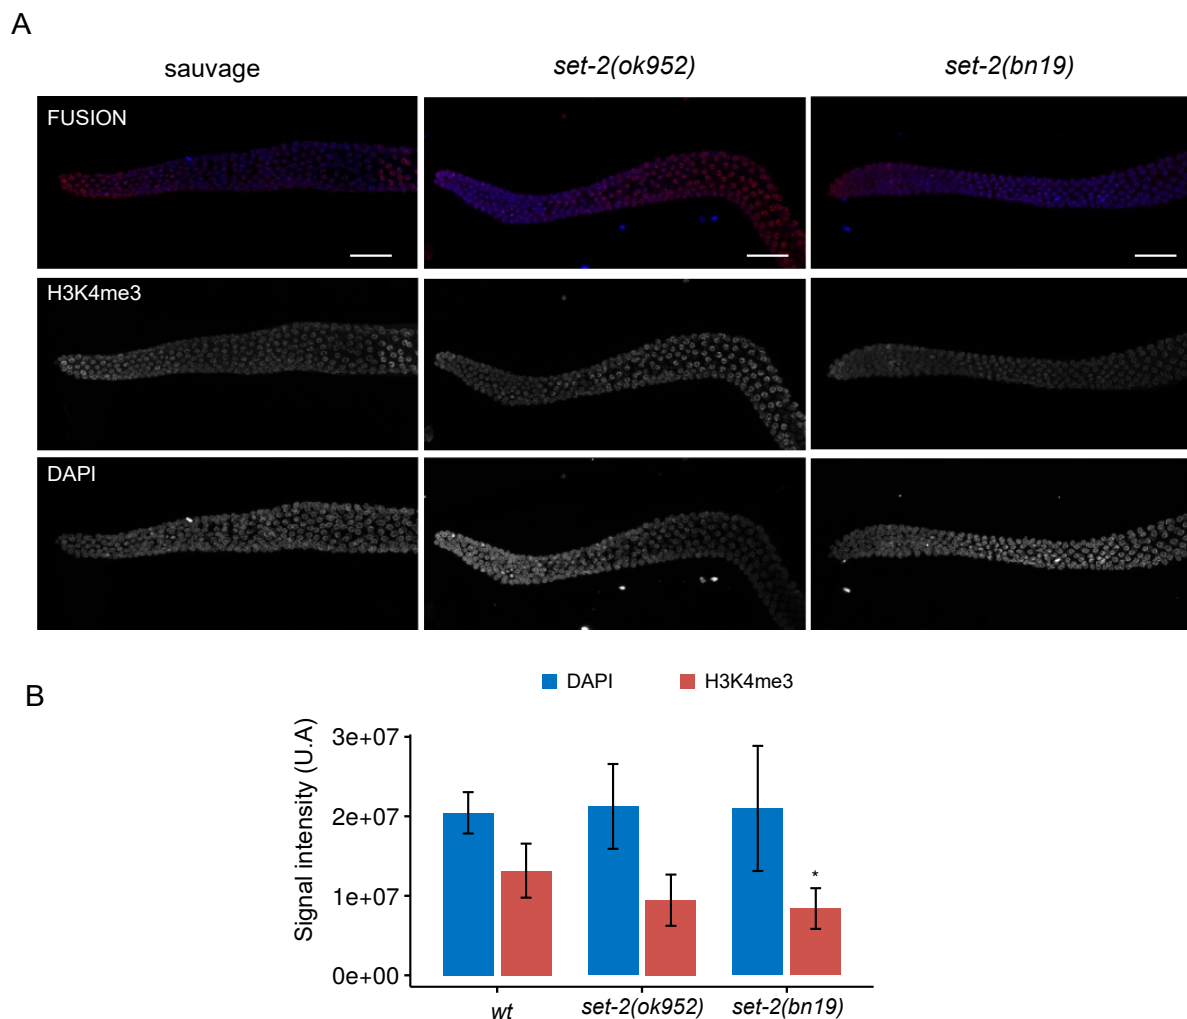 A
sauvage set-2(ok952) set-2(bn19)
FUSION
H3K4me3
DAPI
B
DAPI H3K4me3
Signal intensity (U.A)
3e+07
2e+07
1e+07
0e+00
*
wt set-2(ok952) set-2(bn19)